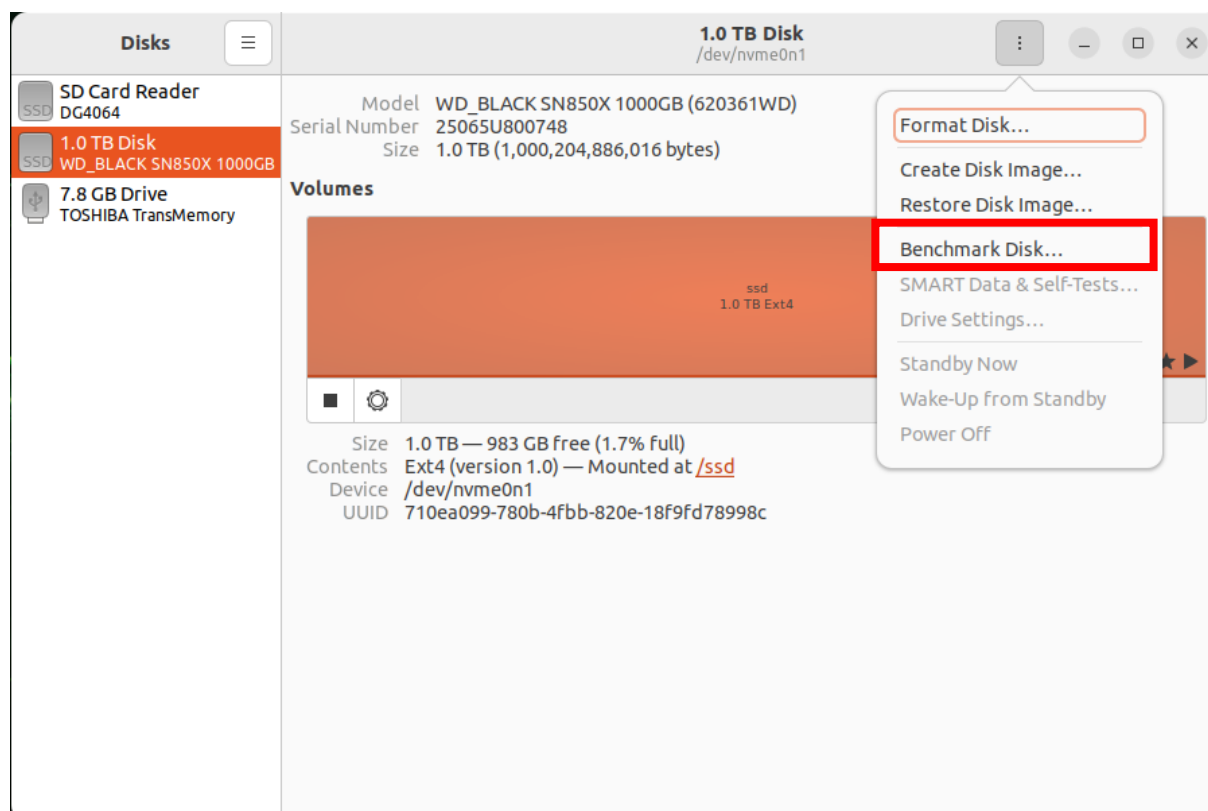 Disks
1.0 TB Disk
/dev/nvme0n1
SD Card Reader
DG4064
1.0 TB Disk
WD_BLACK SN850X 1000GB
7.8 GB Drive
TOSHIBA TransMemory
SSD
SSD
Model WD_BLACK SN850X 1000GB (620361WD)
Serial Number 25065U800748
Size 1.0 TB (1,000,204,886,016 bytes)
Volumes
ssd
1.0 TB Ext4
Size 1.0 TB — 983 GB free (1.7% full)
Contents Ext4 (version 1.0) — Mounted at /ssd
Device /dev/nvme0n1
UUID 710ea099-780b-4fbb-820e-18f9fd78998c
Format Disk...
Create Disk Image...
Restore Disk Image...
Benchmark Disk...
SMART Data & Self-Tests...
Drive Settings...
Standby Now
Wake-Up from Standby
Power Off